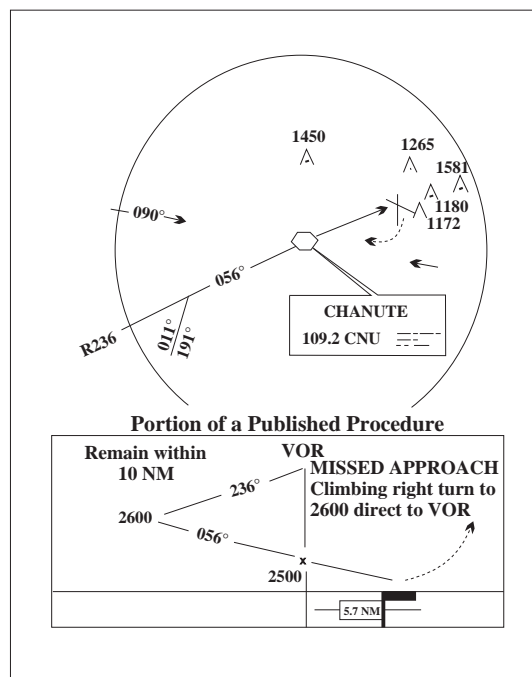 1450
1265
1581
1180
1172
090°
056°
R236
011°
191°
CHANUTE
109.2 CNU
Portion of a Published Procedure
Remain within
10 NM
VOR
MISSED APPROACH
Climbing right turn to
2600 direct to VOR
236°
2600
056°
2500
x
5.7 NM